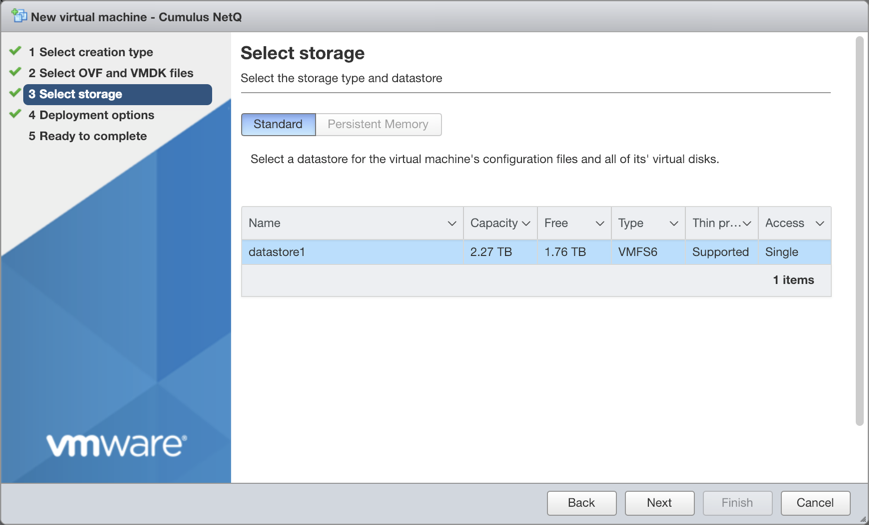 New virtual machine - Cumulus NetQ
1 Select creation type
2 Select OVF and VMDK files
3 Select storage
4 Deployment options
5 Ready to complete
vmware®
Select storage
Select the storage type and datastore
Standard Persistent Memory
Select a datastore for the virtual machine's configuration files and all of its' virtual disks.
Name Capacity Free Type Thin pr... Access
datastore1 2.27 TB 1.76 TB VMFS6 Supported Single
1 items
Back Next Finish Cancel